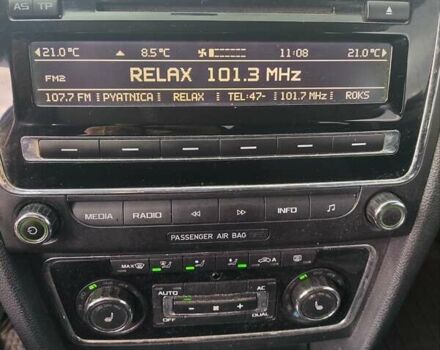 AS TP
21.0°C 8.5°C 11:08 21.0°C
FM2 RELAX 101.3 MHz
107.7 FM PYATNICA RELAX TEL:47- 101.7 MHz ROKS
MEDIA RADIO INFO
PASSENGER AIR BAG
MAX A
AUTO AC
OFF DUAL